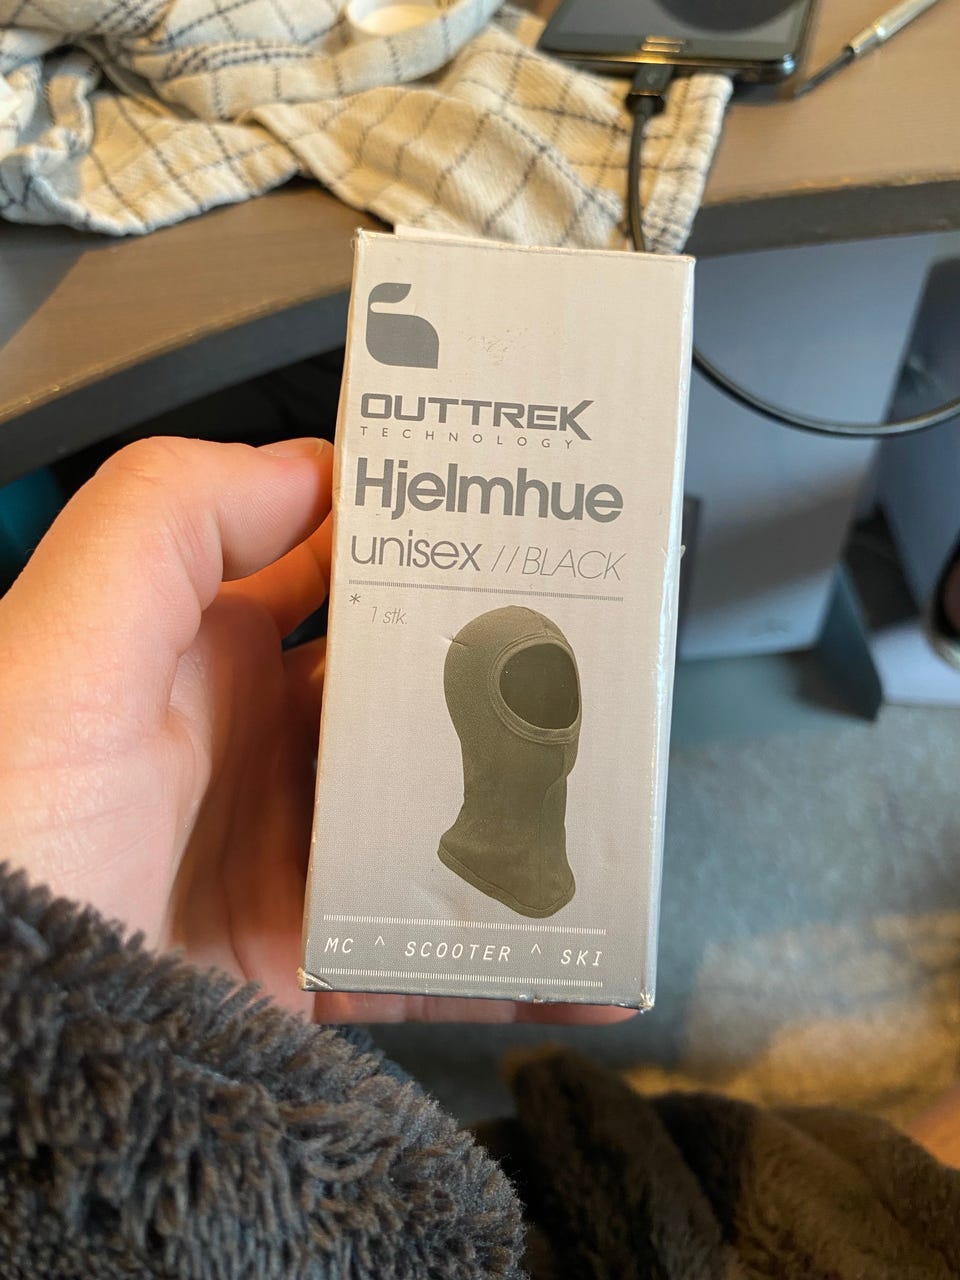 OUTTREK
TECHNOLOGY
Hjelmhue
unisex //BLACK
* 1 stk.
MC ^ SCOOTER ^ SKI